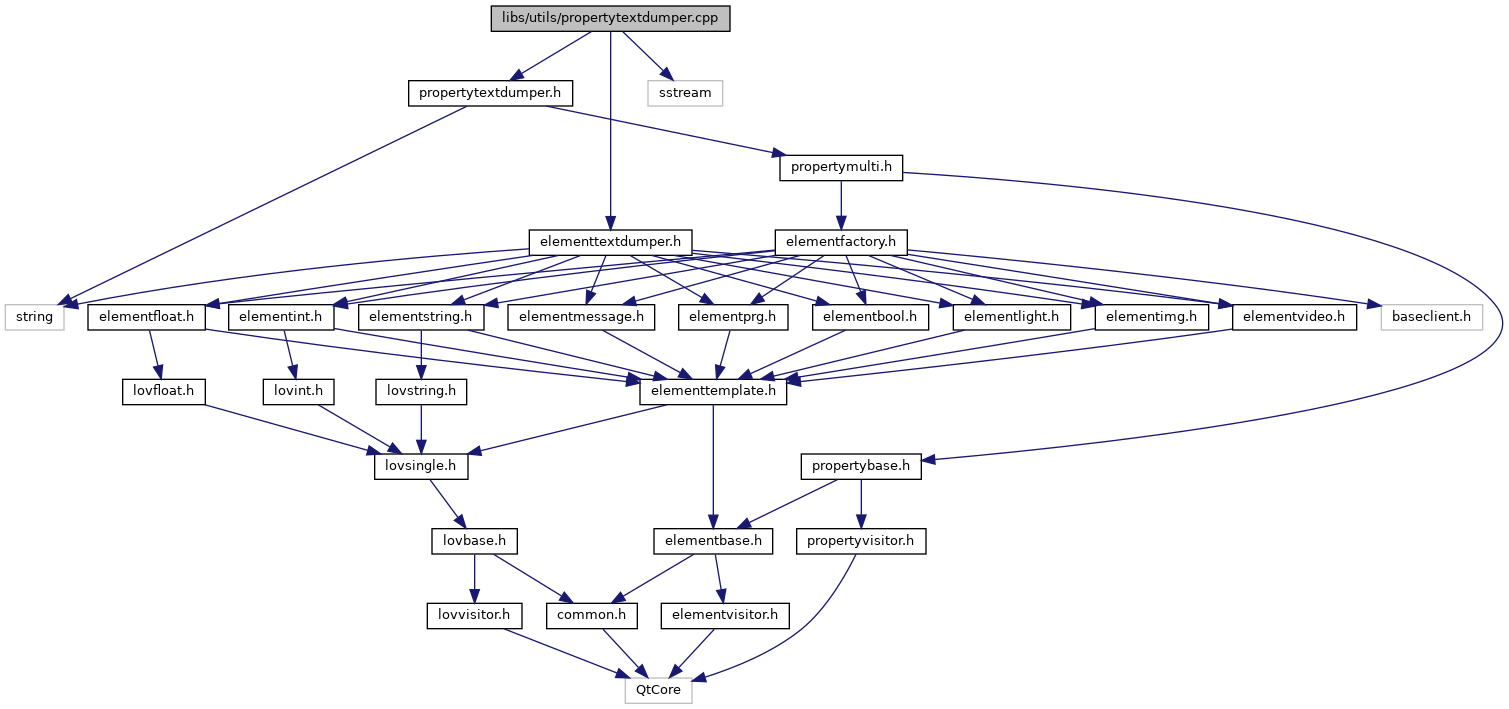 libs/utils/propertytextdumper.cpp
propertytextdumper.h
sstream
propertymulti.h
elementtextdumper.h
elementfactory.h
string
elementfloat.h
elementint.h
elementstring.h
elementmessage.h
elementprg.h
elementbool.h
elementlight.h
elementimg.h
elementvideo.h
baseclient.h
lovfloat.h
lovint.h
lovstring.h
elementtemplate.h
lovsingle.h
propertybase.h
lovbase.h
elementbase.h
propertyvisitor.h
lovvisitor.h
common.h
elementvisitor.h
QtCore